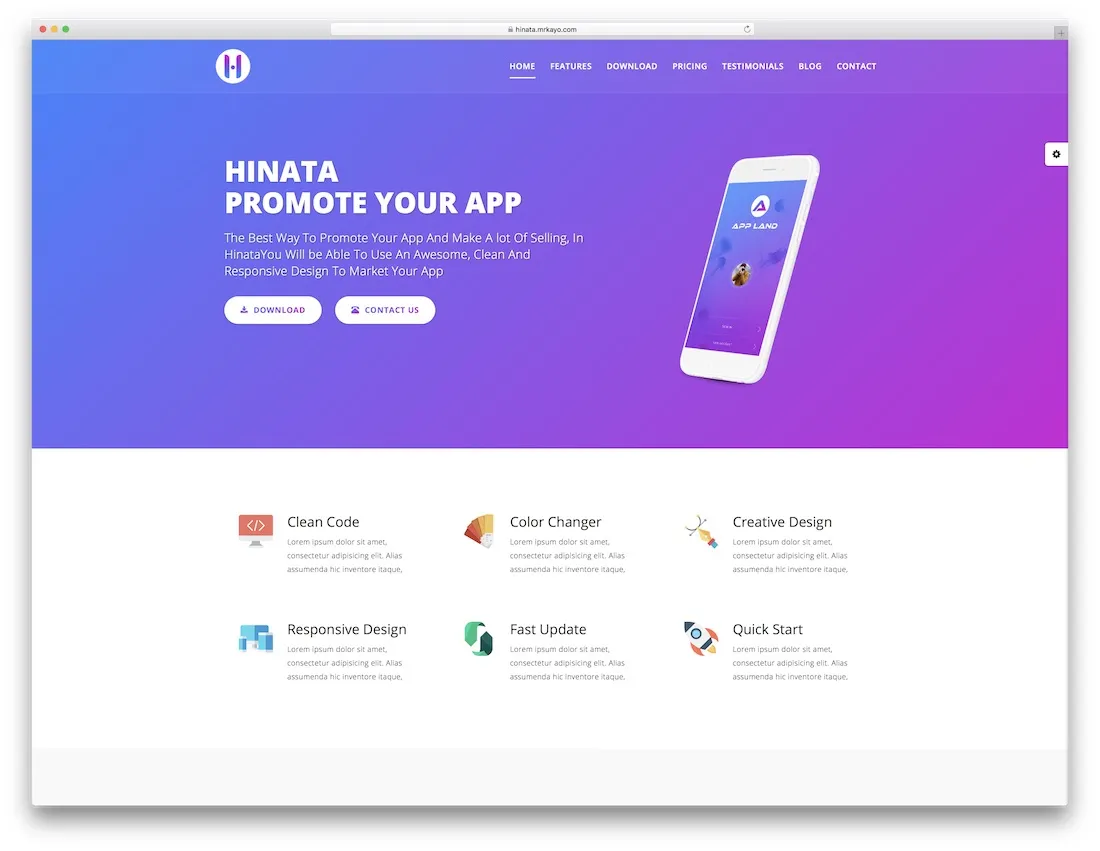 hinata.mrkayo.com
HOME FEATURES DOWNLOAD PRICING TESTIMONIALS BLOG CONTACT
HINATA
PROMOTE YOUR APP
The Best Way To Promote Your App And Make A lot Of Selling, In
HinataYou Will be Able To Use An Awesome, Clean And
Responsive Design To Market Your App
DOWNLOAD
CONTACT US
APP LAND
Clean Code
Lorem ipsum dolor sit amet,
consectetur adipisicing elit. Alias
assumenda hic inventore itaque,
Color Changer
Lorem ipsum dolor sit amet,
consectetur adipisicing elit. Alias
assumenda hic inventore itaque,
Creative Design
Lorem ipsum dolor sit amet,
consectetur adipisicing elit. Alias
assumenda hic inventore itaque,
Responsive Design
Lorem ipsum dolor sit amet,
consectetur adipisicing elit. Alias
assumenda hic inventore itaque,
Fast Update
Lorem ipsum dolor sit amet,
consectetur adipisicing elit. Alias
assumenda hic inventore itaque,
Quick Start
Lorem ipsum dolor sit amet,
consectetur adipisicing elit. Alias
assumenda hic inventore itaque,